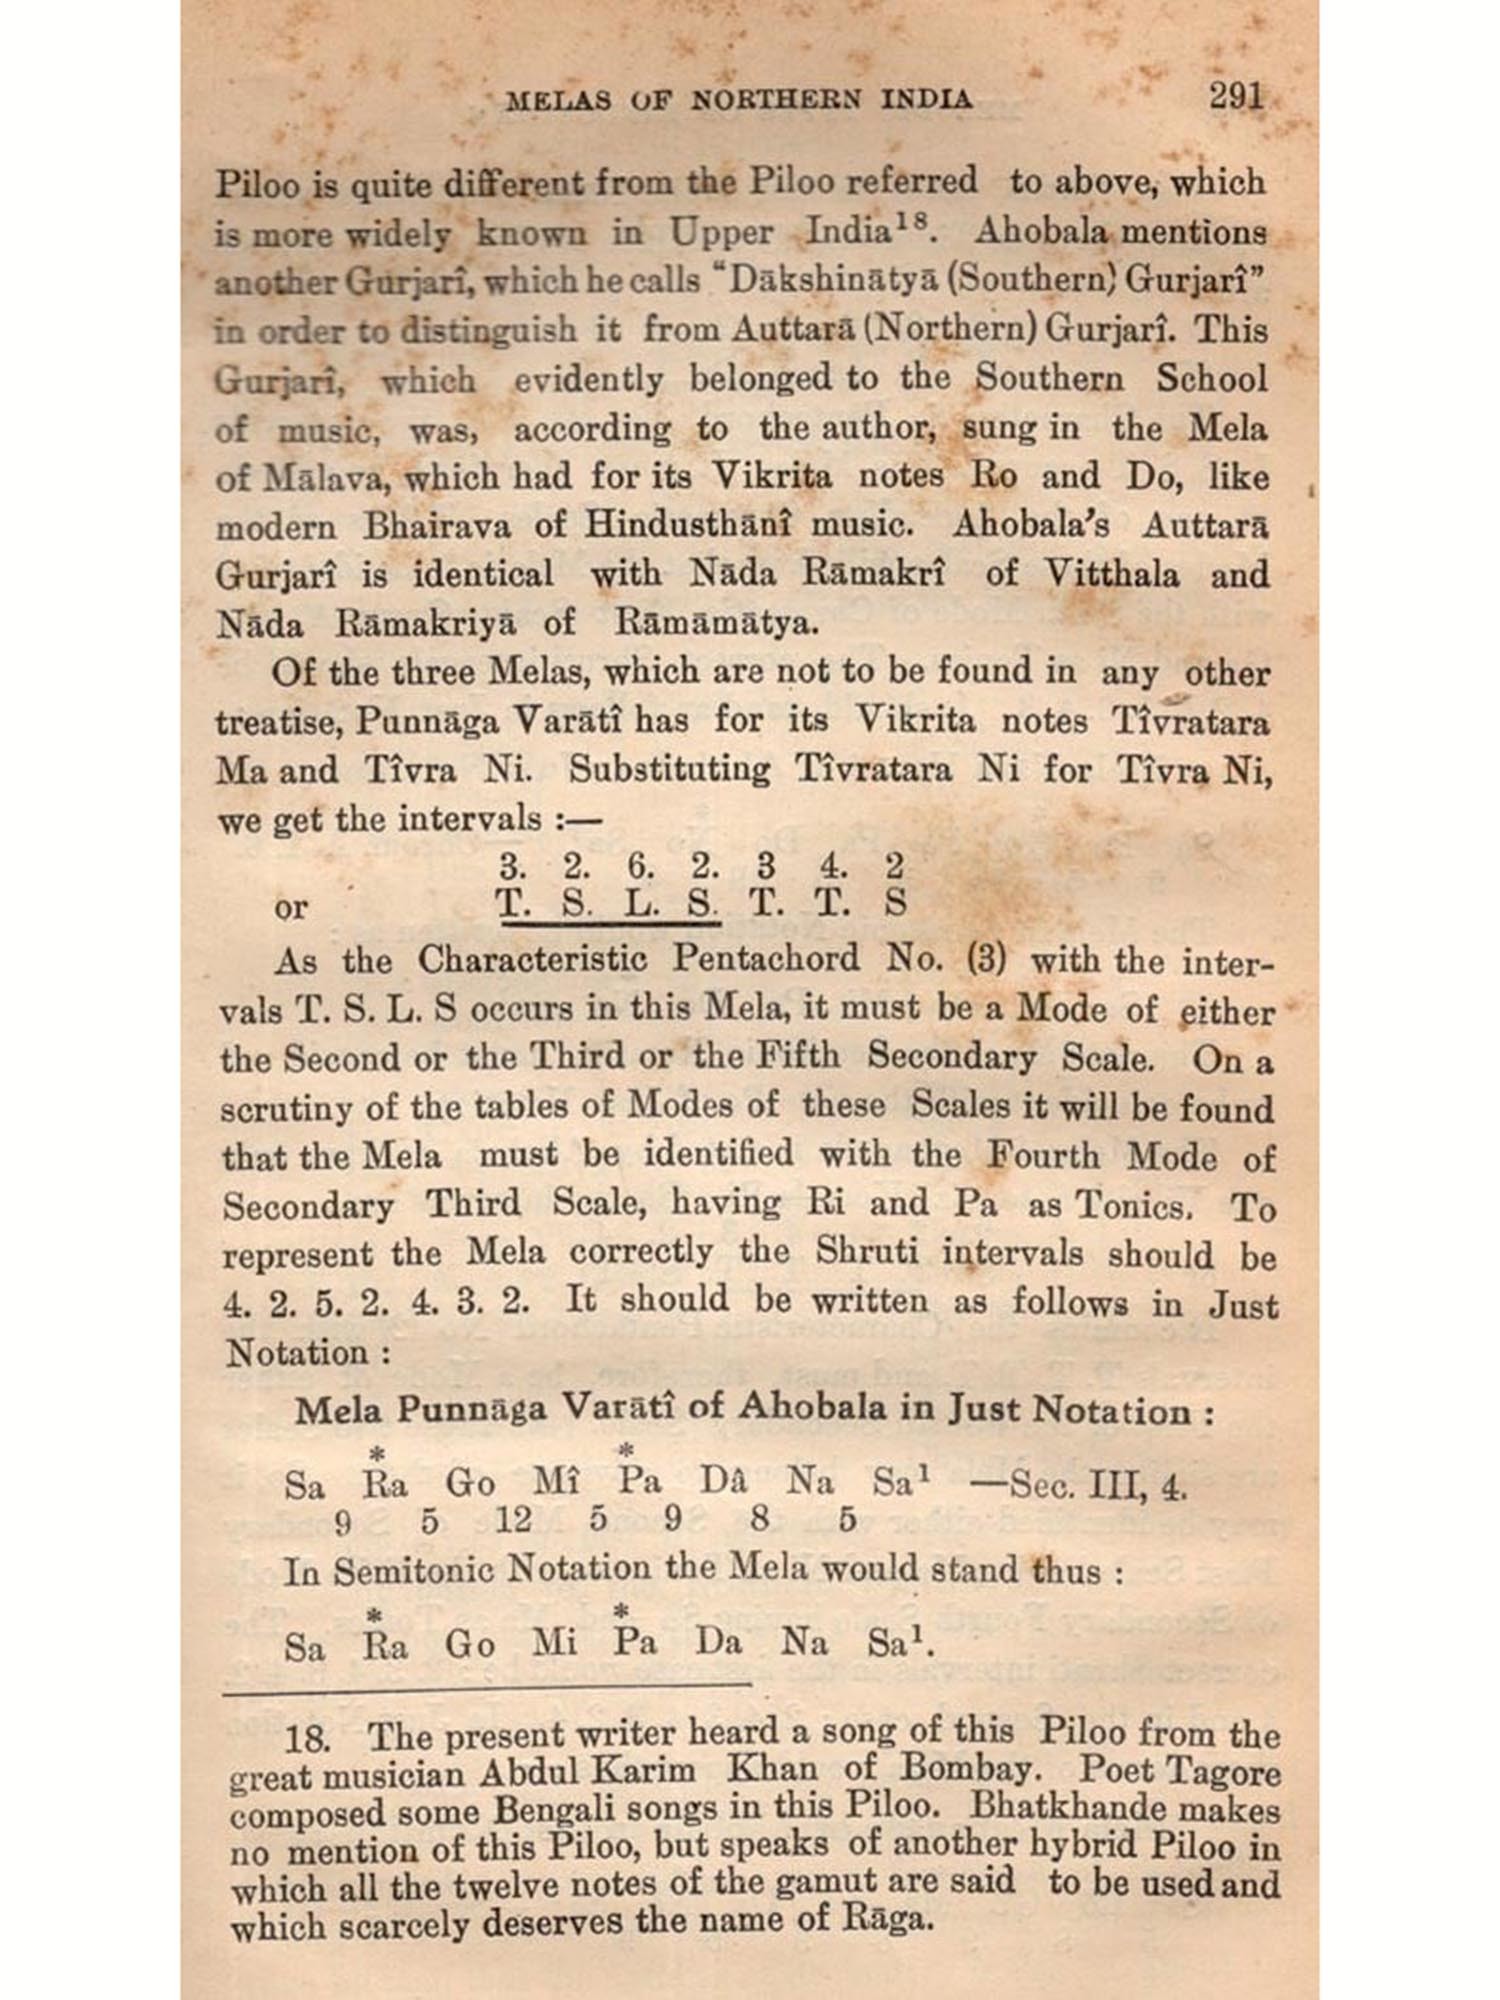 MELAS OF NORTHERN INDIA 291
Piloo is quite different from the Piloo referred to above, which
is more widely known in Upper India¹⁸. Ahobala mentions
another Gurjarî, which he calls "Dākshinātyā (Southern) Gurjarî"
in order to distinguish it from Auttarā (Northern) Gurjarî. This
Gurjarî, which evidently belonged to the Southern School
of music, was, according to the author, sung in the Mela
of Mālava, which had for its Vikrita notes Ro and Do, like
modern Bhairava of Hindusthānî music. Ahobala's Auttarā
Gurjarî is identical with Nāda Rāmakrî of Vitthala and
Nāda Rāmakriyā of Rāmāmātya.
Of the three Melas, which are not to be found in any other
treatise, Punnāga Varātî has for its Vikrita notes Tîvratara
Ma and Tîvra Ni. Substituting Tîvratara Ni for Tîvra Ni,
we get the intervals :—
3. 2. 6. 2. 3 4. 2
or T. S. L. S. T. T. S
As the Characteristic Pentachord No. (3) with the inter-
vals T. S. L. S occurs in this Mela, it must be a Mode of either
the Second or the Third or the Fifth Secondary Scale. On a
scrutiny of the tables of Modes of these Scales it will be found
that the Mela must be identified with the Fourth Mode of
Secondary Third Scale, having Ri and Pa as Tonics. To
represent the Mela correctly the Shruti intervals should be
4. 2. 5. 2. 4. 3. 2. It should be written as follows in Just
Notation :
Mela Punnāga Varātî of Ahobala in Just Notation :
* *
Sa Ra Go Mî Pa Dâ Na Sa¹ —Sec. III, 4.
9 5 12 5 9 8 5
In Semitonic Notation the Mela would stand thus :
* *
Sa Ra Go Mi Pa Da Na Sa¹.
18. The present writer heard a song of this Piloo from the
great musician Abdul Karim Khan of Bombay. Poet Tagore
composed some Bengali songs in this Piloo. Bhatkhande makes
no mention of this Piloo, but speaks of another hybrid Piloo in
which all the twelve notes of the gamut are said to be used and
which scarcely deserves the name of Rāga.